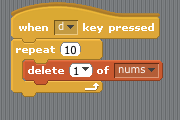 when d key pressed
repeat 10
delete 1 of nums